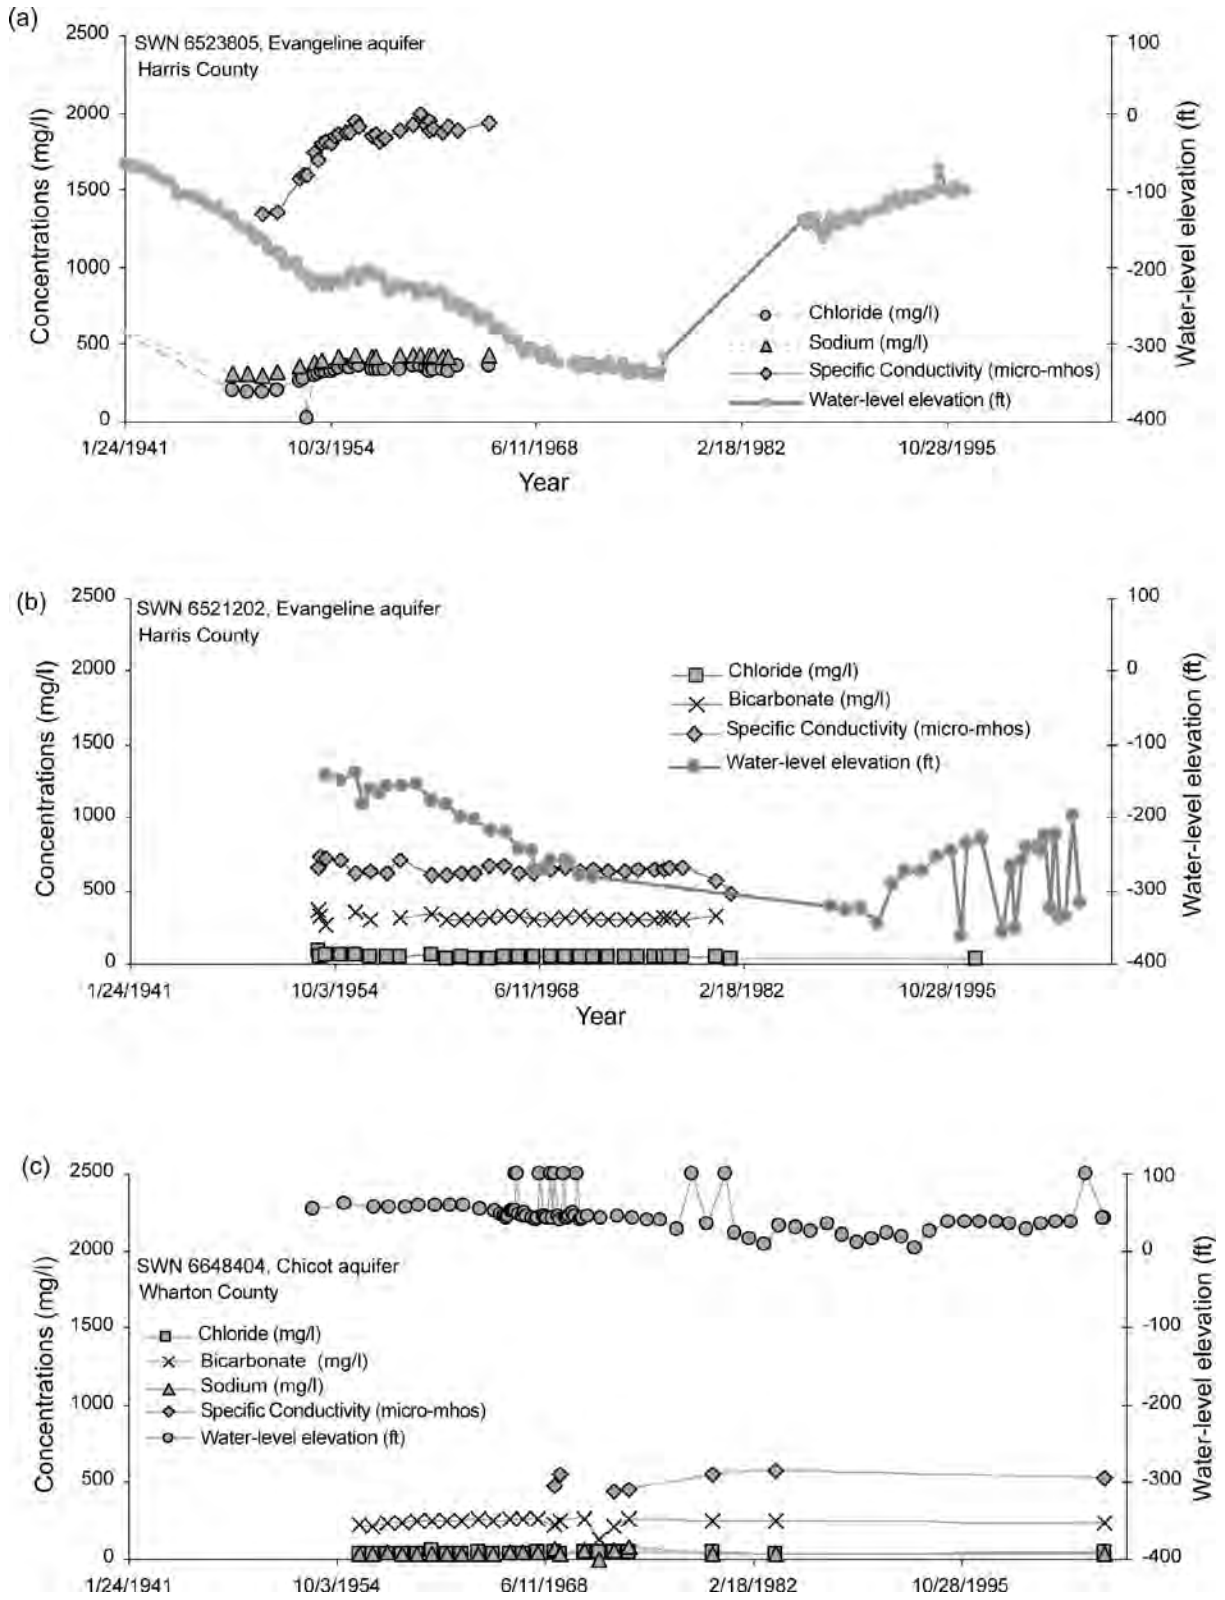 (a)
2500
2000
1500
1000
500
0
Concentrations (mg/l)
SWN 6523805, Evangeline aquifer
Harris County
Chloride (mg/l)
Sodium (mg/l)
Specific Conductivity (micro-mhos)
Water-level elevation (ft)
100
0
-100
-200
-300
-400
Water-level elevation (ft)
1/24/1941 10/3/1954 6/11/1968 2/18/1982 10/28/1995
Year
(b)
2500
2000
1500
1000
500
0
Concentrations (mg/l)
SWN 6521202, Evangeline aquifer
Harris County
Chloride (mg/l)
Bicarbonate (mg/l)
Specific Conductivity (micro-mhos)
Water-level elevation (ft)
100
0
-100
-200
-300
-400
Water-level elevation (ft)
1/24/1941 10/3/1954 6/11/1968 2/18/1982 10/28/1995
Year
(c)
2500
2000
1500
1000
500
0
Concentrations (mg/l)
SWN 6648404, Chicot aquifer
Wharton County
Chloride (mg/l)
Bicarbonate (mg/l)
Sodium (mg/l)
Specific Conductivity (micro-mhos)
Water-level elevation (ft)
100
0
-100
-200
-300
-400
Water-level elevation (ft)
1/24/1941 10/3/1954 6/11/1968 2/18/1982 10/28/1995